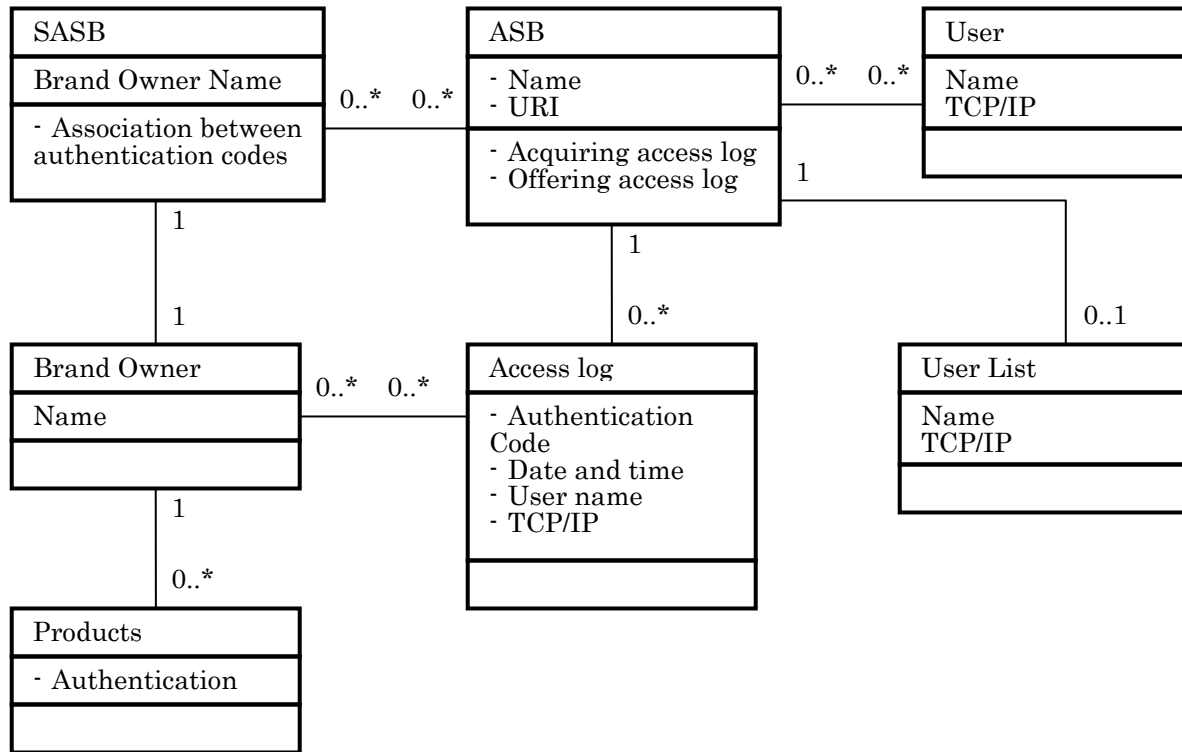 SASB
Brand Owner Name
- Association between
authentication codes
0..* 0..*
ASB
- Name
- URI
- Acquiring access log
- Offering access log
0..* 0..*
User
Name
TCP/IP
1
1
1
0..*
1
0..1
Brand Owner
Name
0..* 0..*
Access log
- Authentication
Code
- Date and time
- User name
- TCP/IP
User List
Name
TCP/IP
1
0..*
Products
- Authentication